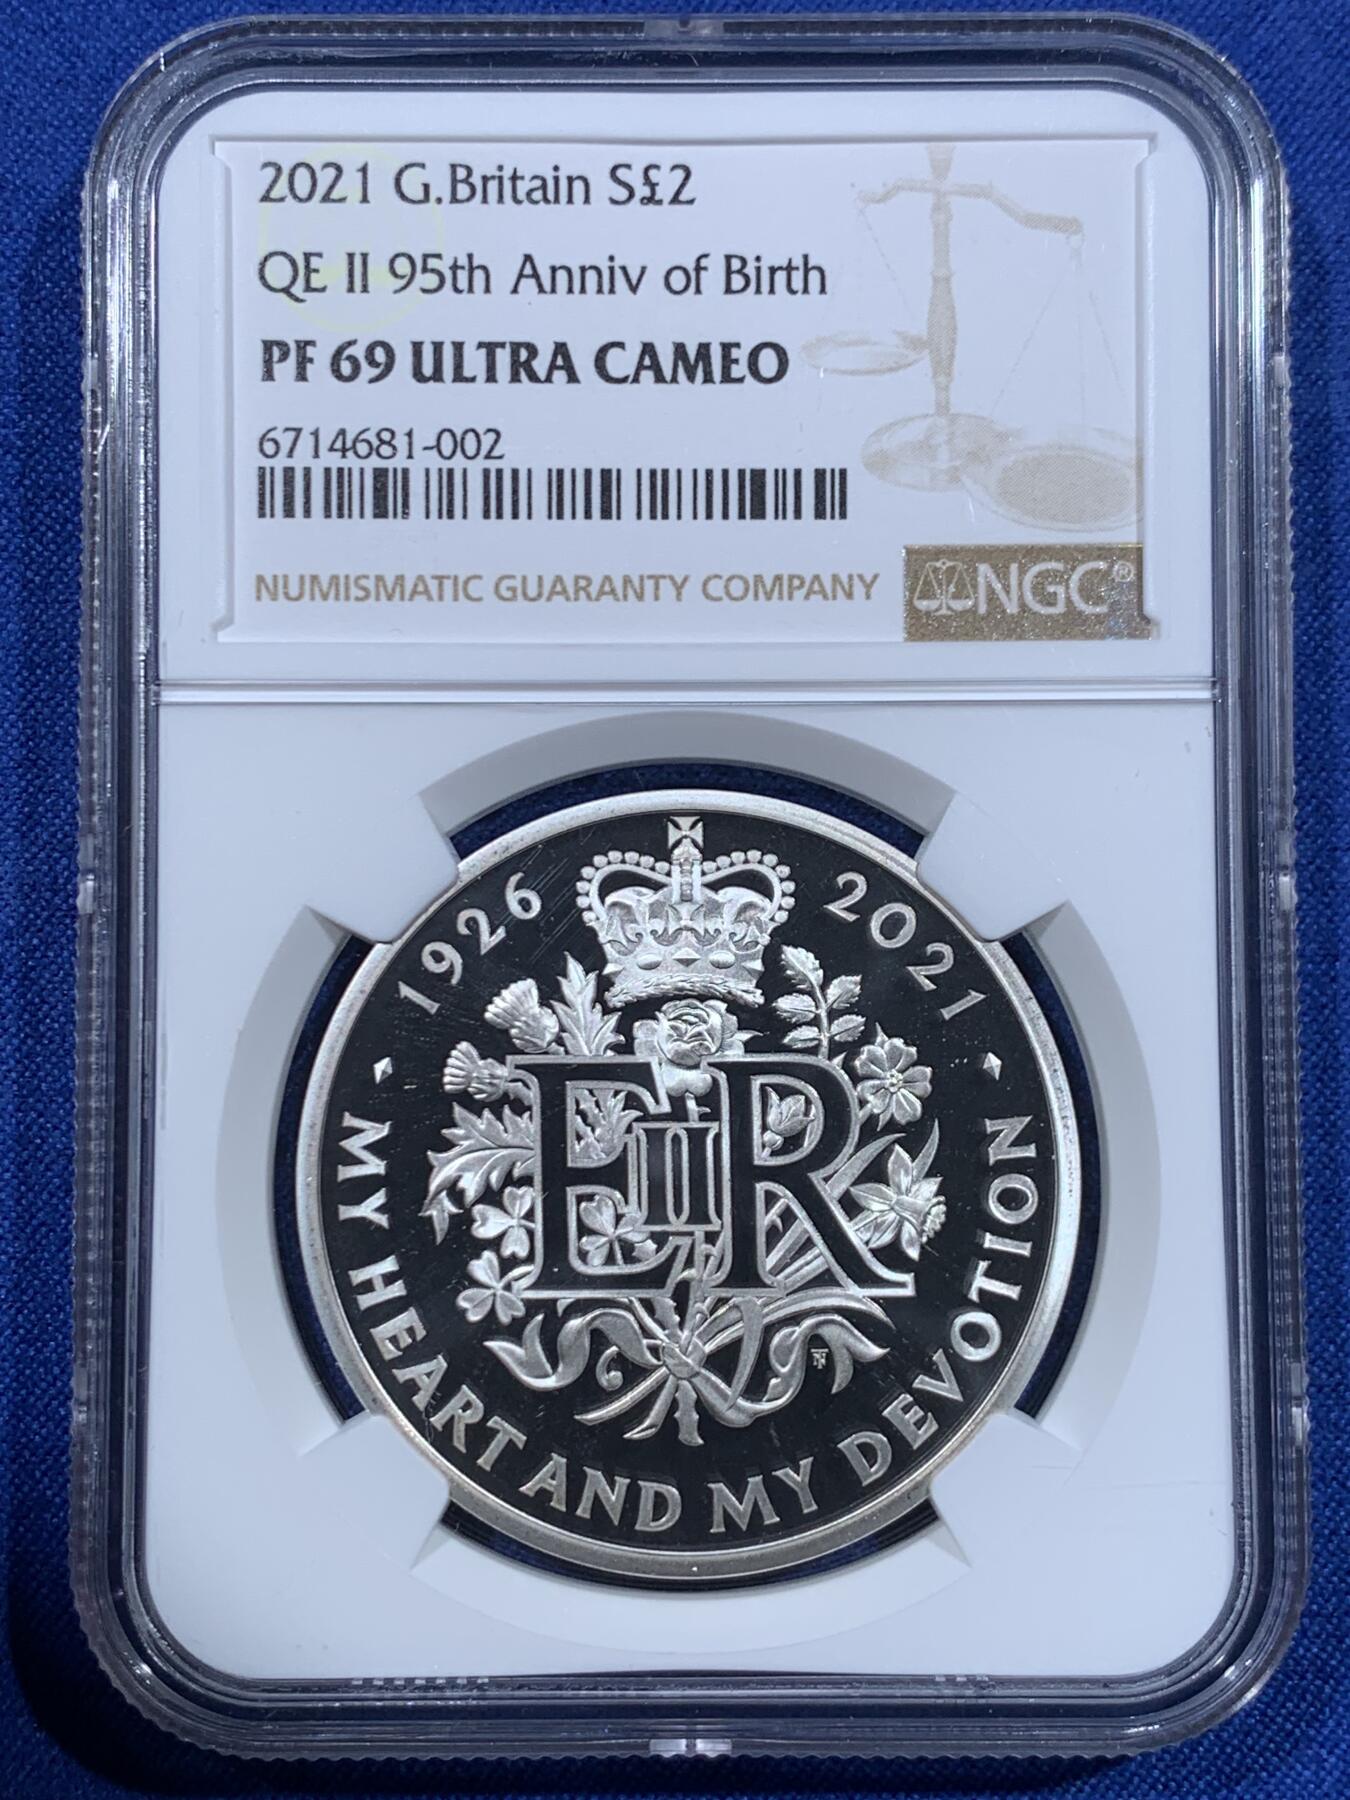 2021 G.Britain S£2
QE II 95th Anniv of Birth
PF 69 ULTRA CAMEO
6714681-002
NUMISMATIC GUARANTY COMPANY
NGC®
1926 2021
E II R
TN
MY HEART AND MY DEVOTION